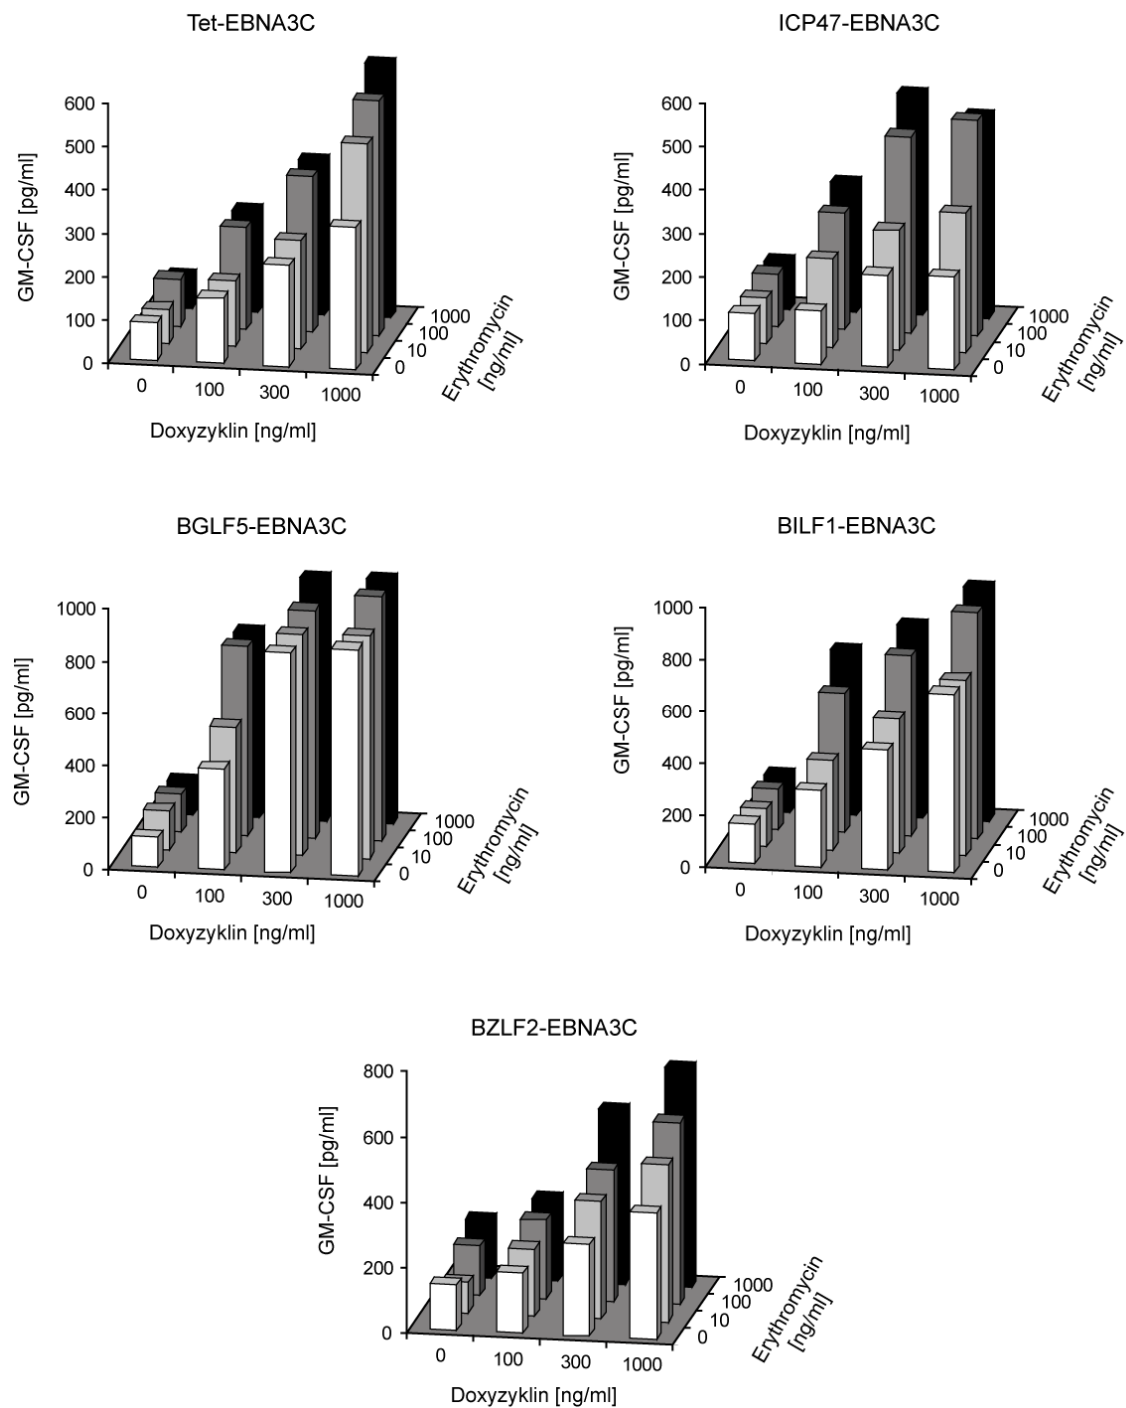 Tet-EBNA3C
GM-CSF [pg/ml]
600
500
400
300
200
100
0
0
100
300
1000
Doxyzyklin [ng/ml]
1000
100
10
0
Erythromycin
[ng/ml]
ICP47-EBNA3C
GM-CSF [pg/ml]
600
500
400
300
200
100
0
0
100
300
1000
Doxyzyklin [ng/ml]
1000
100
10
0
Erythromycin
[ng/ml]
BGLF5-EBNA3C
GM-CSF [pg/ml]
1000
800
600
400
200
0
0
100
300
1000
Doxyzyklin [ng/ml]
1000
100
10
0
Erythromycin
[ng/ml]
BILF1-EBNA3C
GM-CSF [pg/ml]
1000
800
600
400
200
0
0
100
300
1000
Doxyzyklin [ng/ml]
1000
100
10
0
Erythromycin
[ng/ml]
BZLF2-EBNA3C
GM-CSF [pg/ml]
800
600
400
200
0
0
100
300
1000
Doxyzyklin [ng/ml]
1000
100
10
0
Erythromycin
[ng/ml]